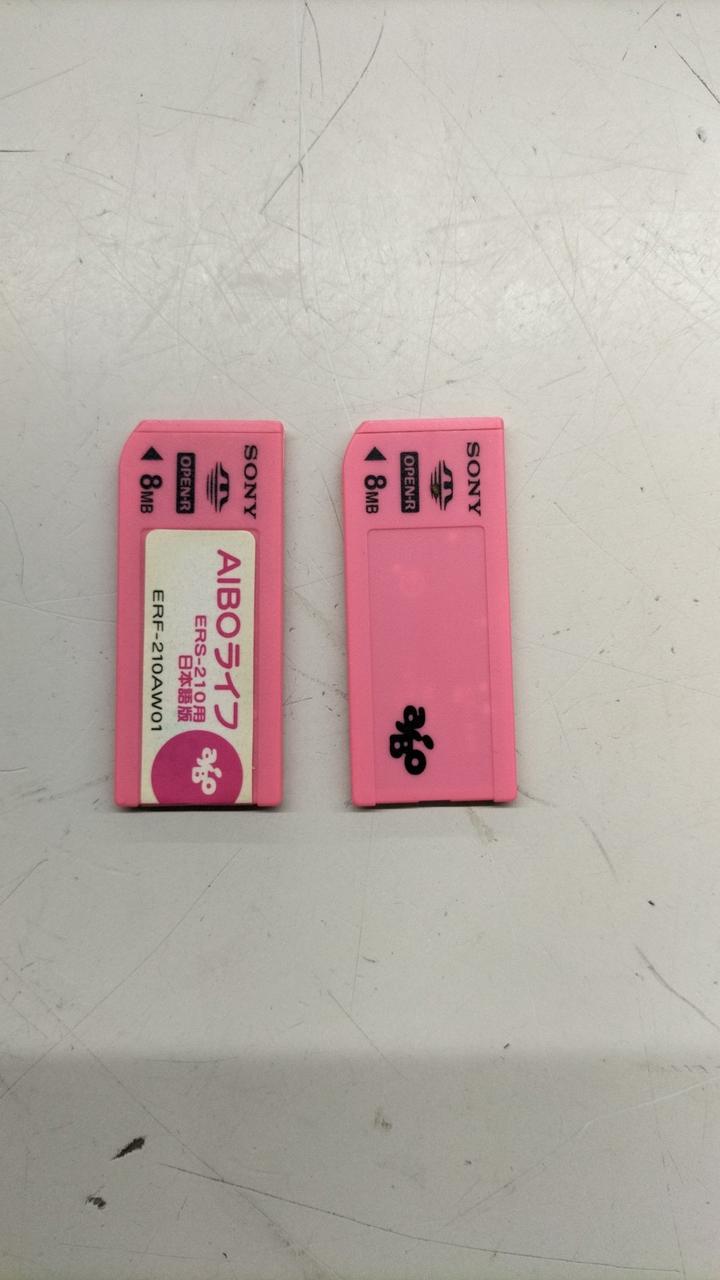 SONY
OPEN-R
8MB
AIBOライフ
ERS-210用
日本語版
ERF-210AW01
aiBo
SONY
OPEN-R
8MB
aiBo